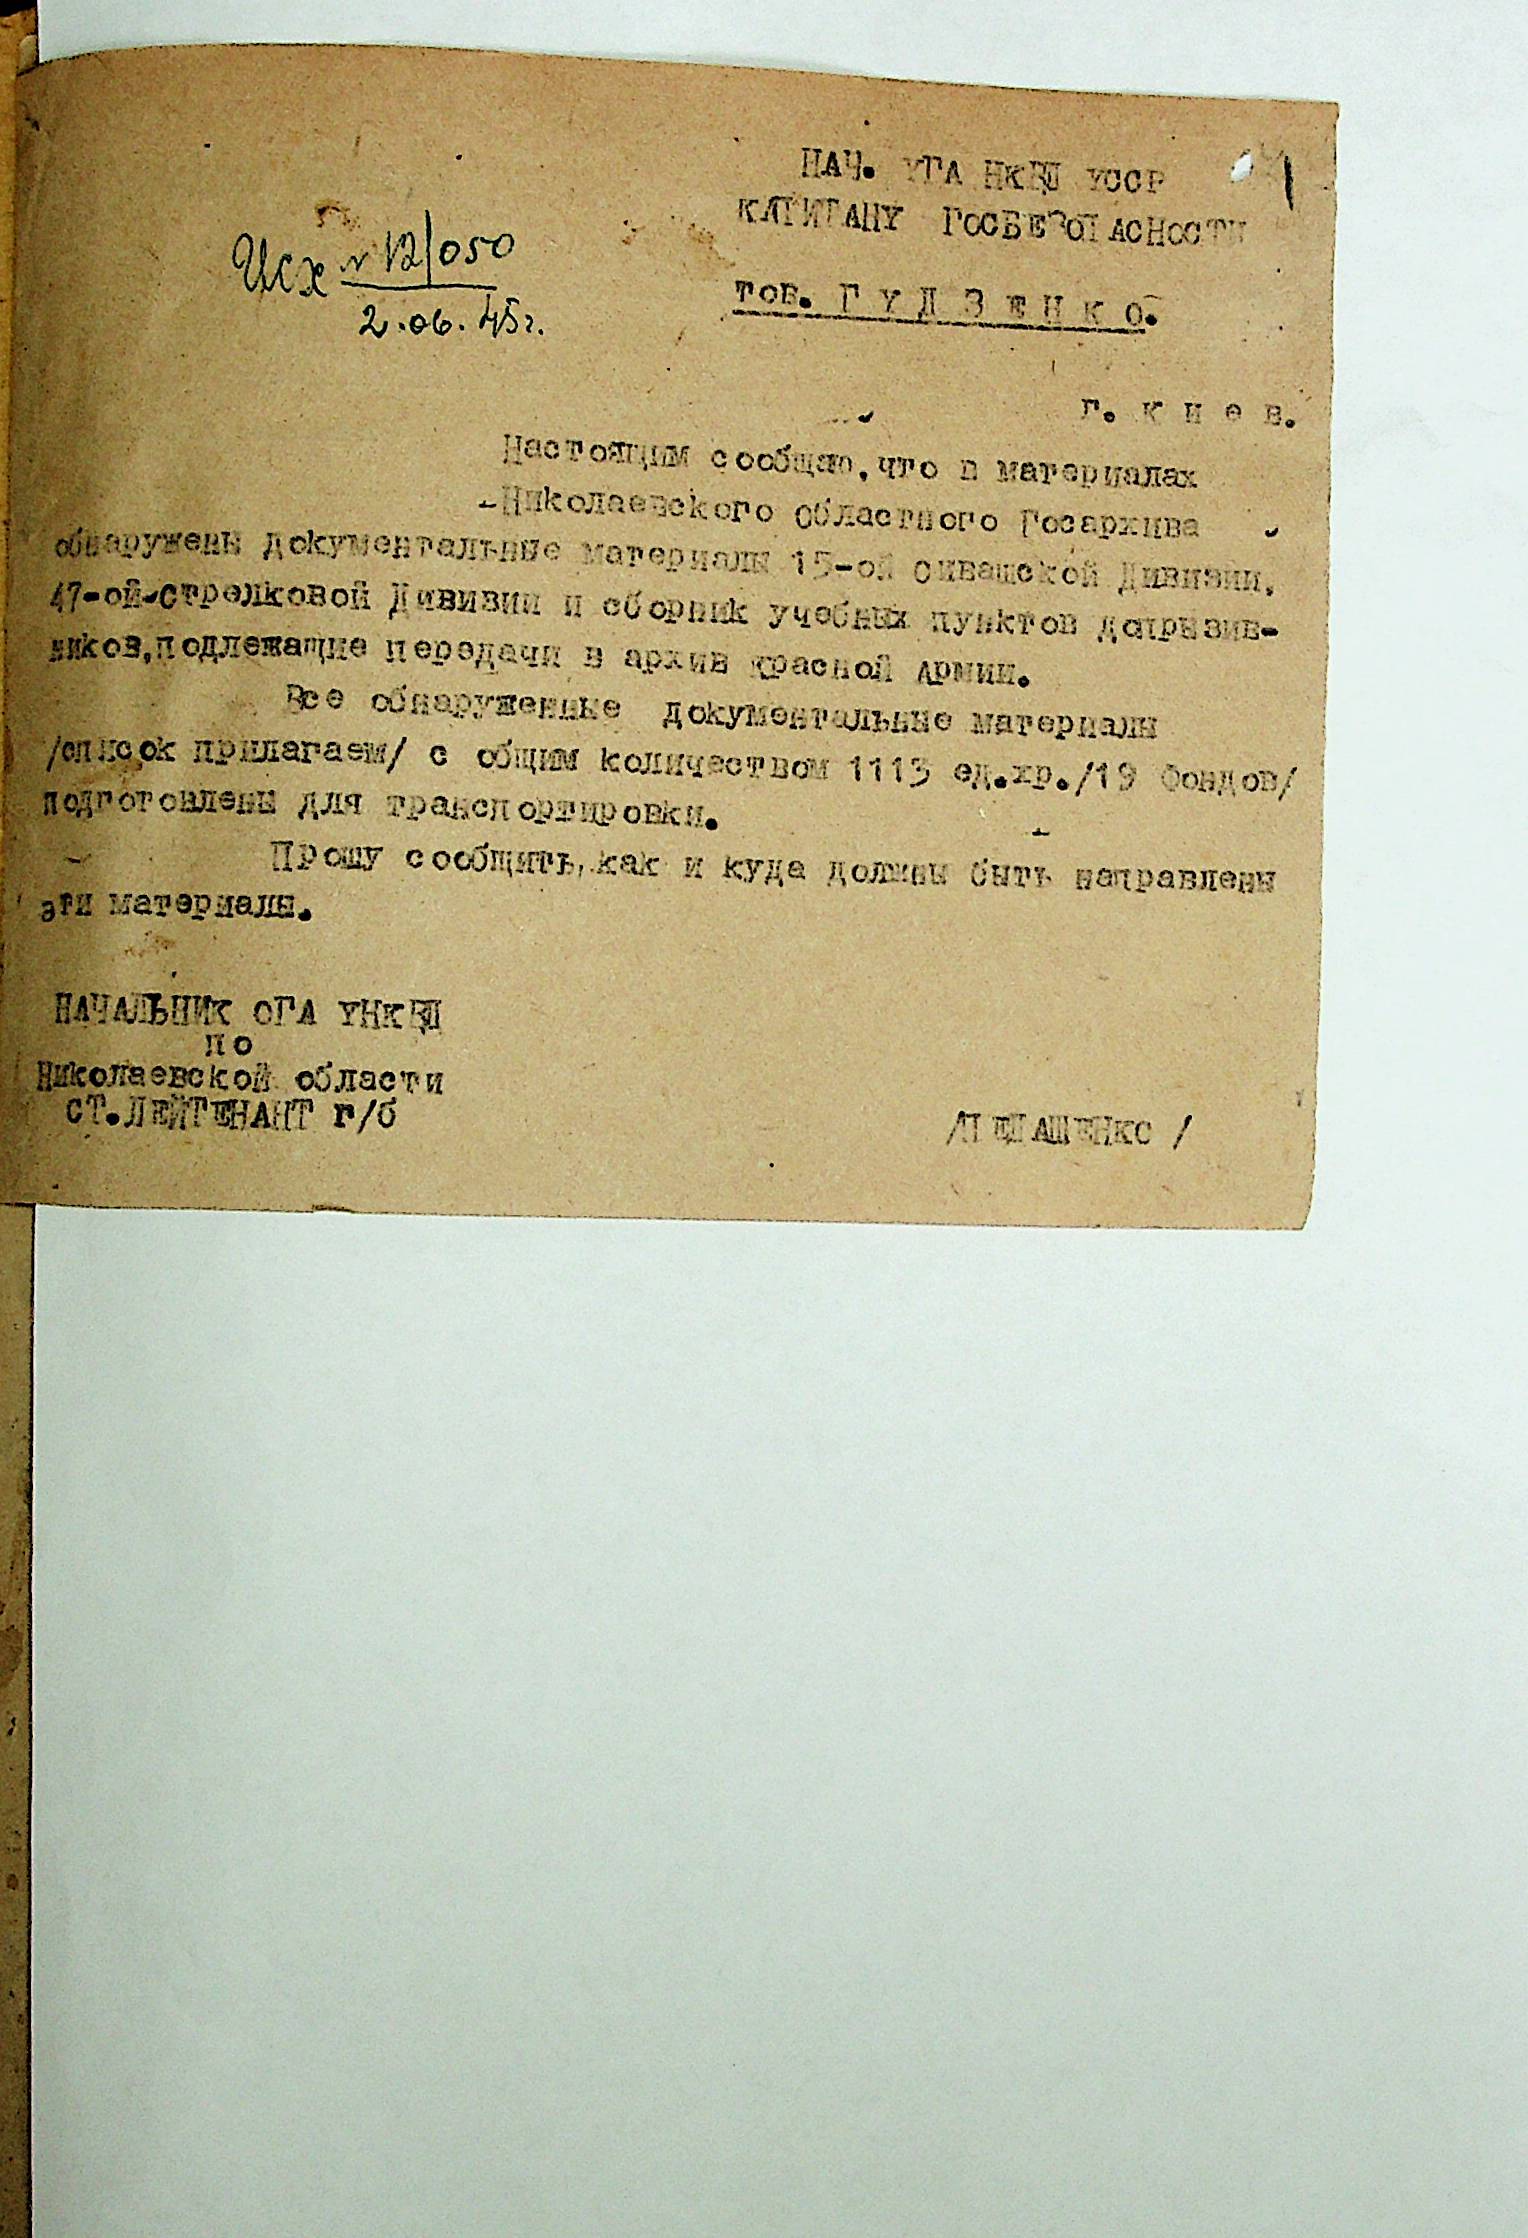 1
НАЧ. УГА НКВД УССР
КАПИТАНУ ГОСБЕЗОПАСНОСТИ
Исх № 12/050
2.06.45г.
тов. Г У Д З Е Н К О.
г. К и е в.
Настоящим сообщаю, что в материалах
-Николаевского Областного Госархива
обнаружены документальные материалы 15-ой Сивашской Дивизии,
47-ой-Стрелковой Дивизии и сборник учебных пунктов допризыв-
ников, подлежащие передачи в архив Красной Армии.
Все обнаруженные документальные материалы
/список прилагаем/ с общим количеством 1113 ед.хр./19 фондов/
подготовлены для транспортировки.
Прошу сообщить, как и куда должны быть направлены
эти материалы.
НАЧАЛЬНИК ОГА УНКВД
по
Николаевской области
СТ.ЛЕЙТЕНАНТ г/б